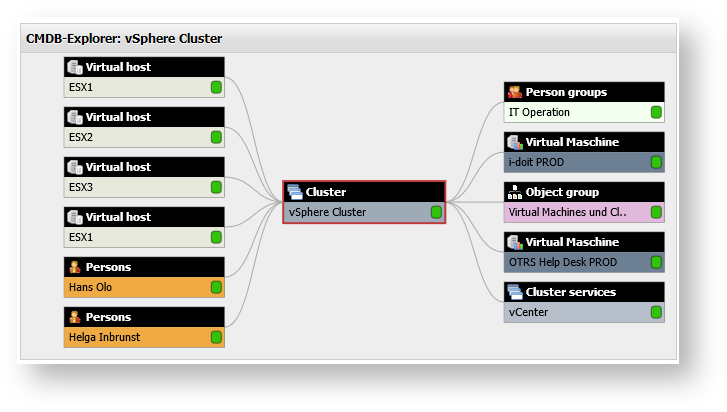 CMDB-Explorer: vSphere Cluster
Virtual host
ESX1
Virtual host
ESX2
Virtual host
ESX3
Virtual host
ESX1
Persons
Hans Olo
Persons
Helga Inbrunst
Cluster
vSphere Cluster
Person groups
IT Operation
Virtual Maschine
i-doit PROD
Object group
Virtual Machines und Cl..
Virtual Maschine
OTRS Help Desk PROD
Cluster services
vCenter